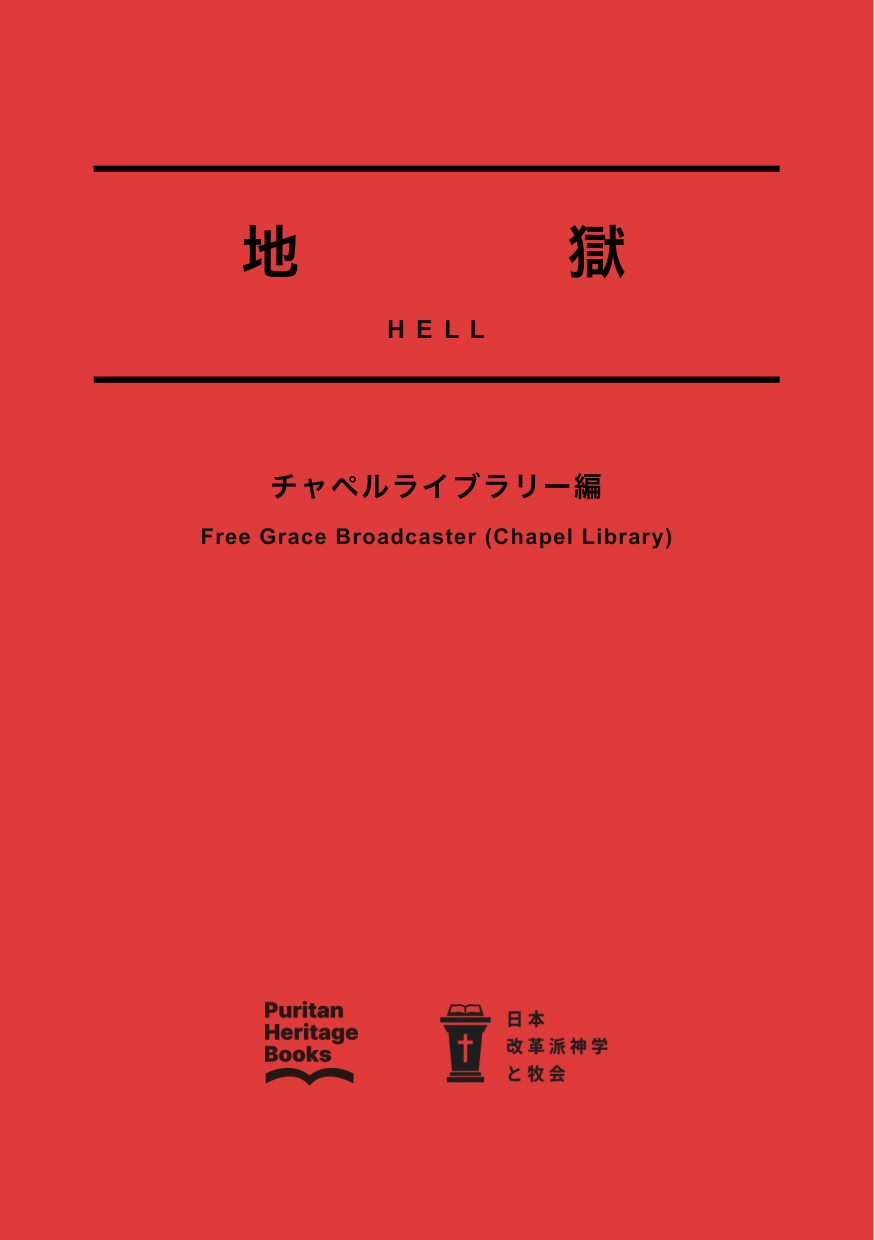 地 獄
HELL
チャペルライブラリー編
Free Grace Broadcaster (Chapel Library)
Puritan
Heritage
Books
日本
改革派神学
と牧会